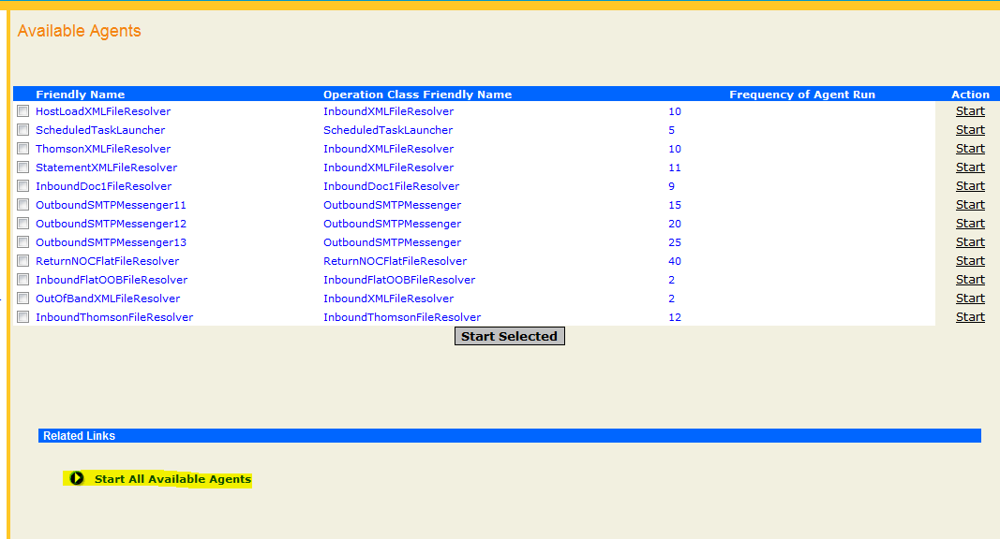 Available Agents
Friendly Name Operation Class Friendly Name Frequency of Agent Run Action
HostLoadXMLFileResolver InboundXMLFileResolver 10 Start
ScheduledTaskLauncher ScheduledTaskLauncher 5 Start
ThomsonXMLFileResolver InboundXMLFileResolver 10 Start
StatementXMLFileResolver InboundXMLFileResolver 11 Start
InboundDoc1FileResolver InboundDoc1FileResolver 9 Start
OutboundSMTPMessenger11 OutboundSMTPMessenger 15 Start
OutboundSMTPMessenger12 OutboundSMTPMessenger 20 Start
OutboundSMTPMessenger13 OutboundSMTPMessenger 25 Start
ReturnNOCFlatFileResolver ReturnNOCFlatFileResolver 40 Start
InboundFlatOOBFileResolver InboundFlatOOBFileResolver 2 Start
OutOfBandXMLFileResolver InboundXMLFileResolver 2 Start
InboundThomsonFileResolver InboundThomsonFileResolver 12 Start
Start Selected
Related Links
Start All Available Agents